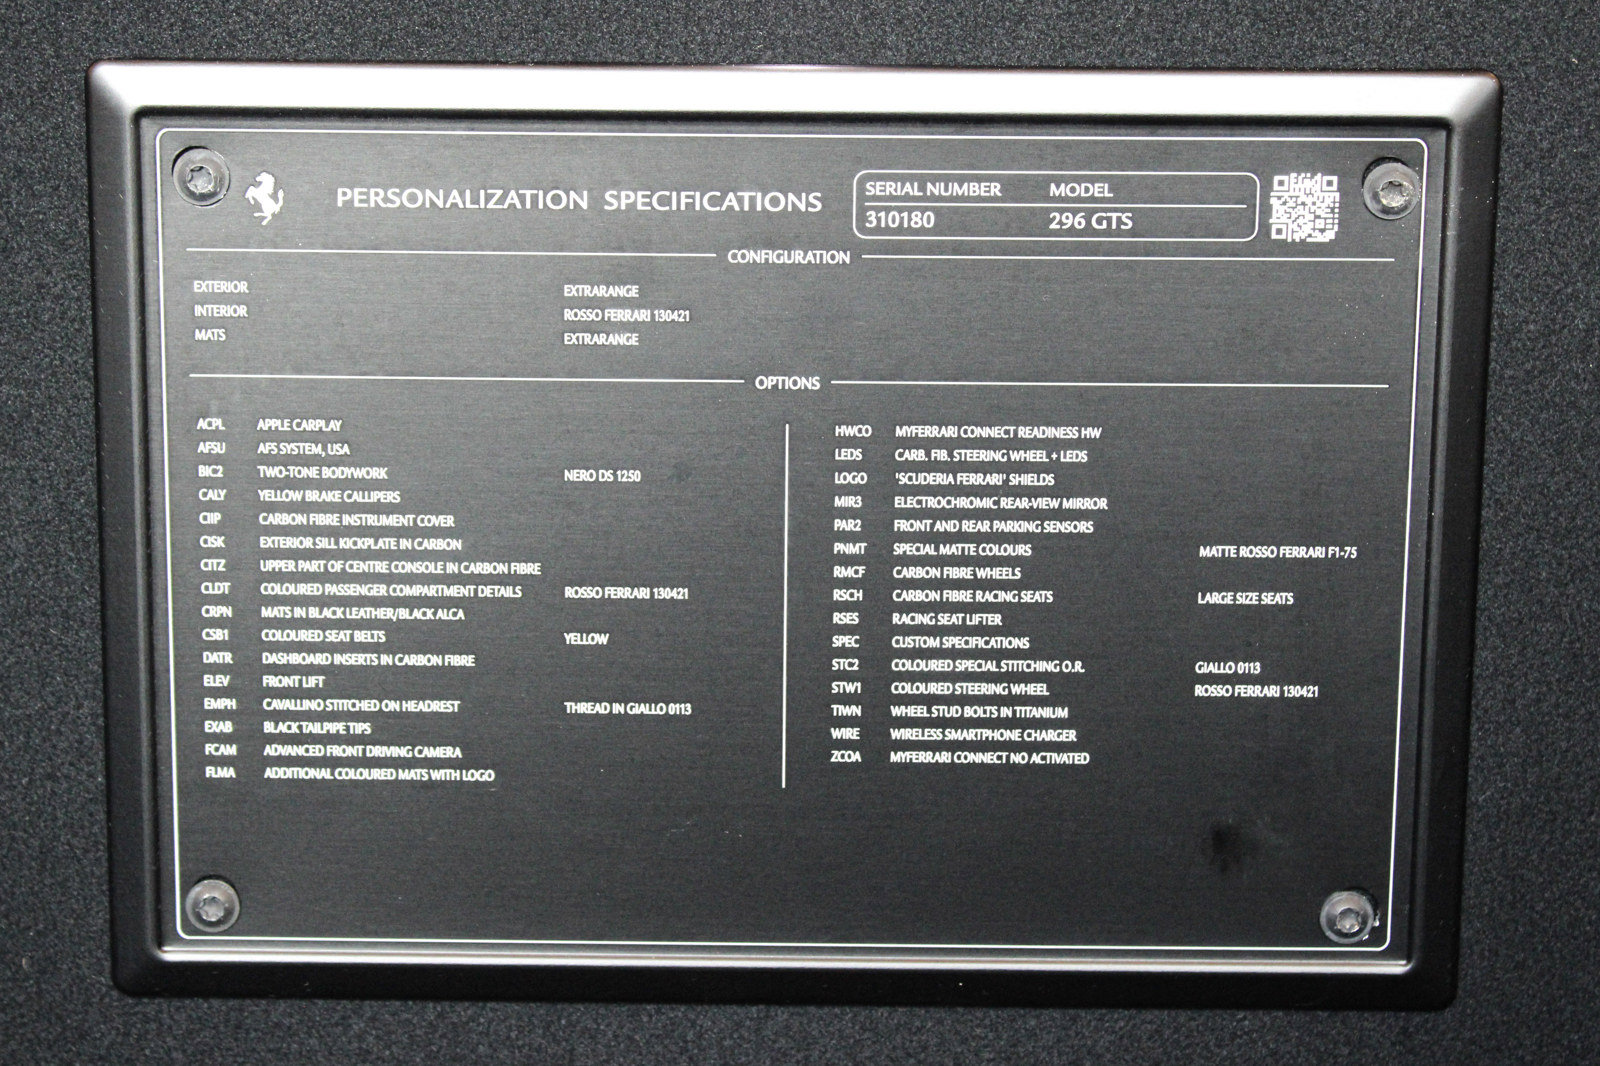 PERSONALIZATION SPECIFICATIONS
SERIAL NUMBER MODEL
310180 296 GTS
CONFIGURATION
EXTERIOR EXTRARANGE
INTERIOR ROSSO FERRARI 130421
MATS EXTRARANGE
OPTIONS
ACPL APPLE CARPLAY
AFSU AFS SYSTEM, USA
BIC2 TWO-TONE BODYWORK NERO DS 1250
CALY YELLOW BRAKE CALLIPERS
CIIP CARBON FIBRE INSTRUMENT COVER
CISK EXTERIOR SILL KICKPLATE IN CARBON
CITZ UPPER PART OF CENTRE CONSOLE IN CARBON FIBRE
CLDT COLOURED PASSENGER COMPARTMENT DETAILS ROSSO FERRARI 130421
CRPN MATS IN BLACK LEATHER/BLACK ALCA
CSB1 COLOURED SEAT BELTS YELLOW
DATR DASHBOARD INSERTS IN CARBON FIBRE
ELEV FRONT LIFT
EMPH CAVALLINO STITCHED ON HEADREST THREAD IN GIALLO 0113
EXAB BLACK TAILPIPE TIPS
FCAM ADVANCED FRONT DRIVING CAMERA
FLMA ADDITIONAL COLOURED MATS WITH LOGO
HWCO MYFERRARI CONNECT READINESS HW
LEDS CARB. FIB. STEERING WHEEL + LEDS
LOGO 'SCUDERIA FERRARI' SHIELDS
MIR3 ELECTROCHROMIC REAR-VIEW MIRROR
PAR2 FRONT AND REAR PARKING SENSORS
PNMT SPECIAL MATTE COLOURS MATTE ROSSO FERRARI F1-75
RMCF CARBON FIBRE WHEELS
RSCH CARBON FIBRE RACING SEATS LARGE SIZE SEATS
RSES RACING SEAT LIFTER
SPEC CUSTOM SPECIFICATIONS
STC2 COLOURED SPECIAL STITCHING O.R. GIALLO 0113
STW1 COLOURED STEERING WHEEL ROSSO FERRARI 130421
TIWN WHEEL STUD BOLTS IN TITANIUM
WIRE WIRELESS SMARTPHONE CHARGER
ZCOA MYFERRARI CONNECT NO ACTIVATED